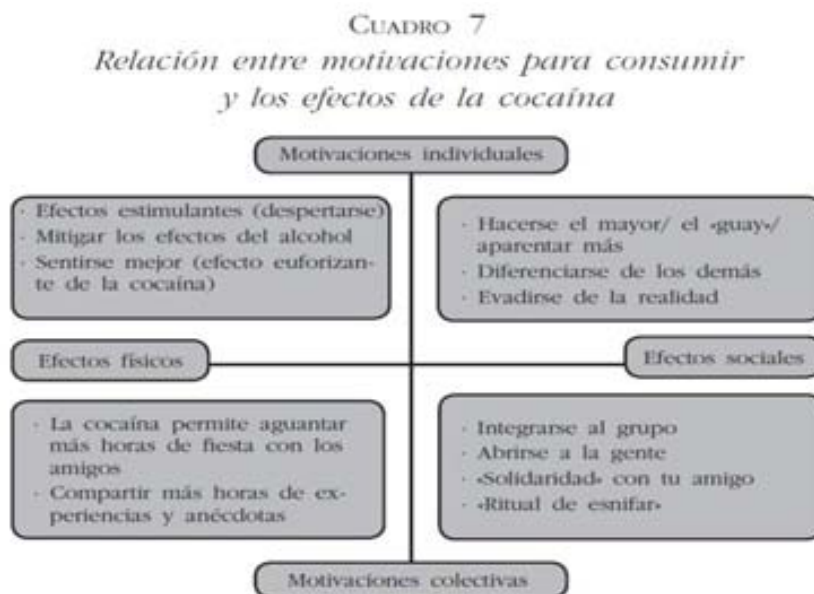 CUADRO 7
Relación entre motivaciones para consumir
y los efectos de la cocaína
Motivaciones individuales
· Efectos estimulantes (despertarse)
· Mitigar los efectos del alcohol
· Sentirse mejor (efecto euforizan-
te de la cocaína)
· Hacerse el mayor/ el «guay»/
aparentar más
· Diferenciarse de los demás
· Evadirse de la realidad
Efectos físicos
Efectos sociales
· La cocaína permite aguantar
más horas de fiesta con los
amigos
· Compartir más horas de ex-
periencias y anécdotas
· Integrarse al grupo
· Abrirse a la gente
· «Solidaridad» con tu amigo
· «Ritual de esnifar»
Motivaciones colectivas